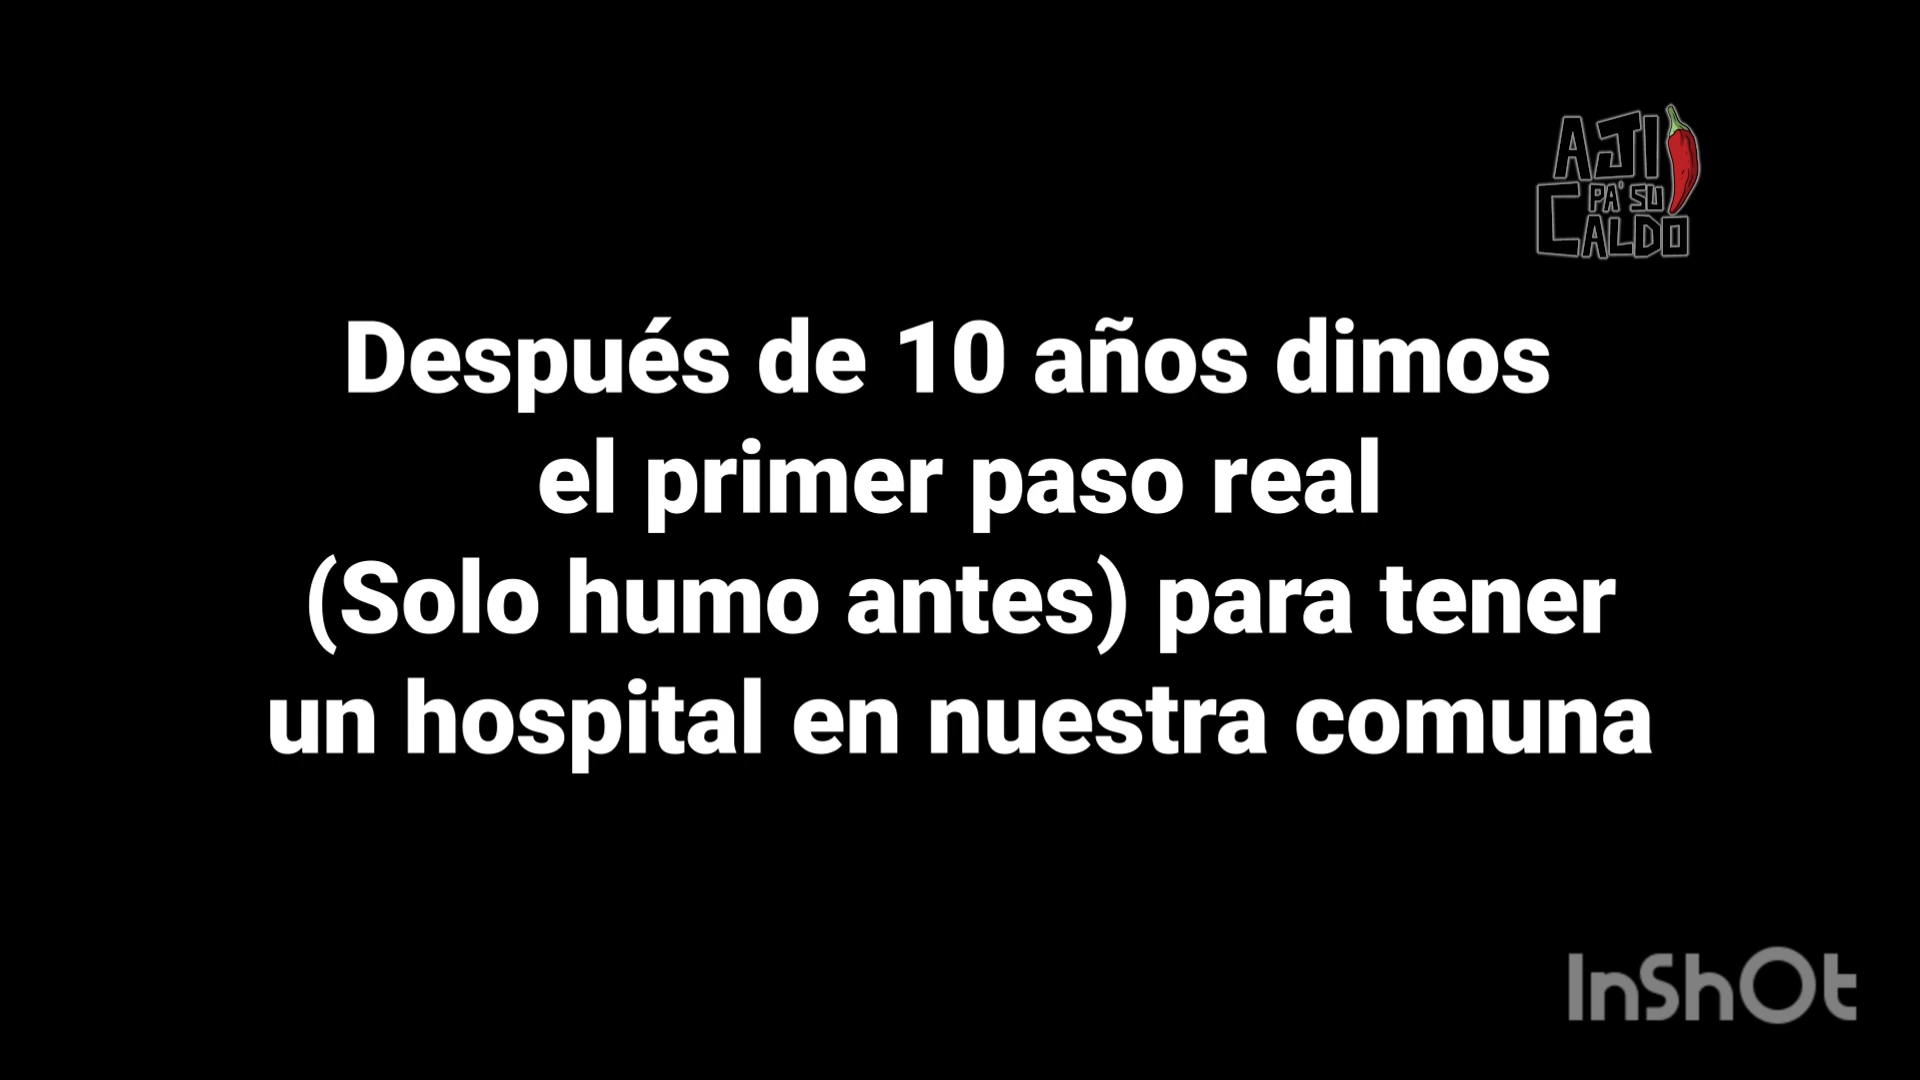 AJI
PA' SU
CALDO
Después de 10 años dimos
el primer paso real
(Solo humo antes) para tener
un hospital en nuestra comuna
InShOt